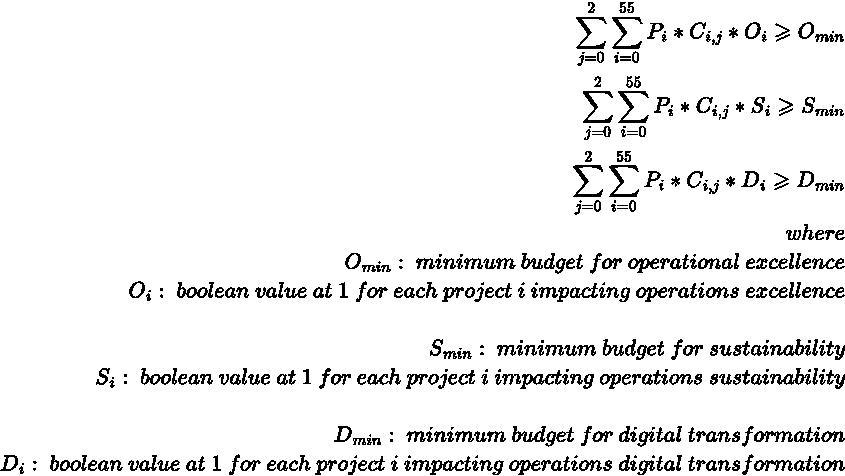 \sum_{j=0}^{2} \sum_{i=0}^{55} P_i * C_{i,j} * O_i ⩾ O_{min}
\sum_{j=0}^{2} \sum_{i=0}^{55} P_i * C_{i,j} * S_i ⩾ S_{min}
\sum_{j=0}^{2} \sum_{i=0}^{55} P_i * C_{i,j} * D_i ⩾ D_{min}
where
O_{min} : minimum budget for operational excellence
O_i : boolean value at 1 for each project i impacting operations excellence
S_{min} : minimum budget for sustainability
S_i : boolean value at 1 for each project i impacting operations sustainability
D_{min} : minimum budget for digital transformation
D_i : boolean value at 1 for each project i impacting operations digital transformation